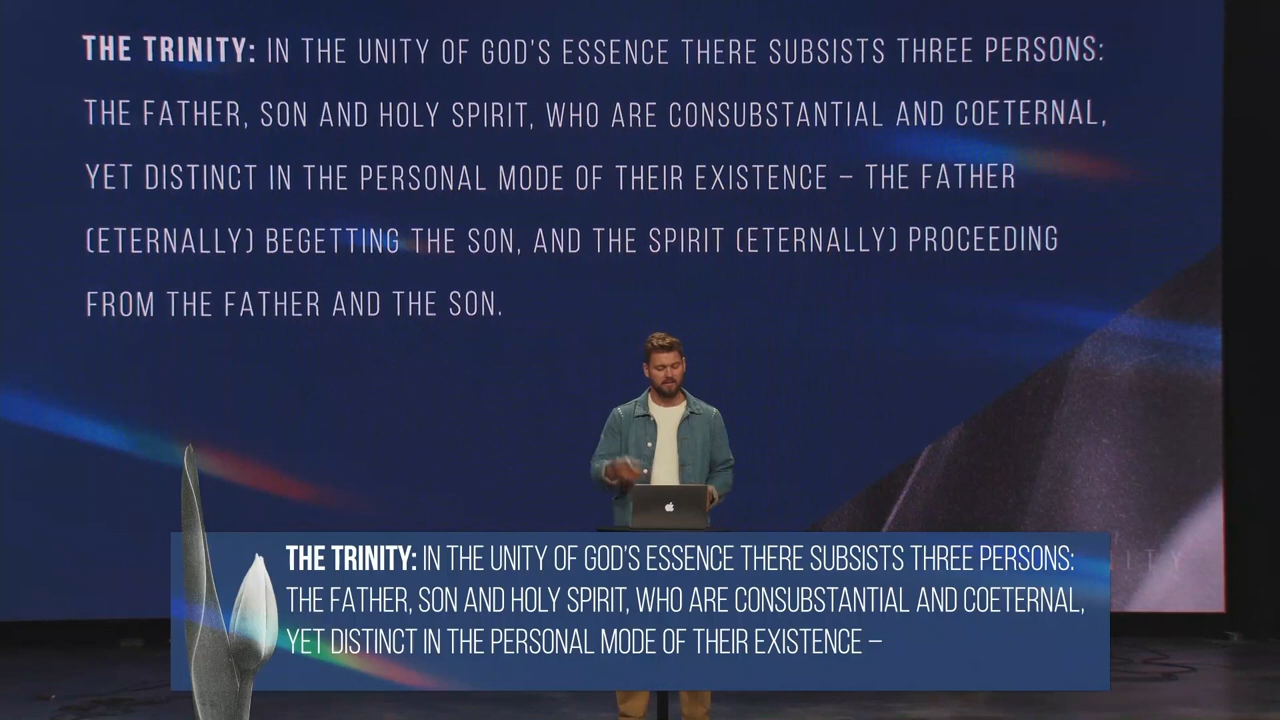 THE TRINITY: IN THE UNITY OF GOD'S ESSENCE THERE SUBSISTS THREE PERSONS:
THE FATHER, SON AND HOLY SPIRIT, WHO ARE CONSUBSTANTIAL AND COETERNAL,
YET DISTINCT IN THE PERSONAL MODE OF THEIR EXISTENCE – THE FATHER
(ETERNALLY) BEGETTING THE SON, AND THE SPIRIT (ETERNALLY) PROCEEDING
FROM THE FATHER AND THE SON.
THE TRINITY: IN THE UNITY OF GOD'S ESSENCE THERE SUBSISTS THREE PERSONS:
THE FATHER, SON AND HOLY SPIRIT, WHO ARE CONSUBSTANTIAL AND COETERNAL,
YET DISTINCT IN THE PERSONAL MODE OF THEIR EXISTENCE –